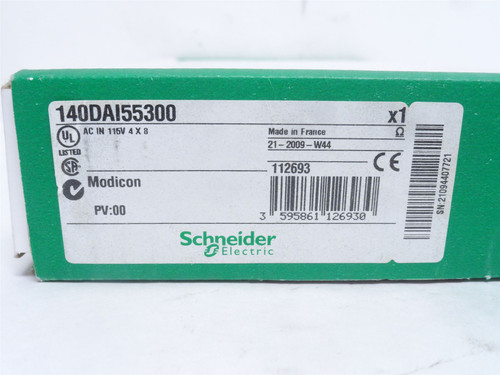 140DAI55300 x1
AC IN 115V 4 X 8
Made in France Ω
21-2009-W44
UL
LISTED
112693
CE
Modicon
PV:00
3 595861 126930
Schneider
Electric
SN:21094407721